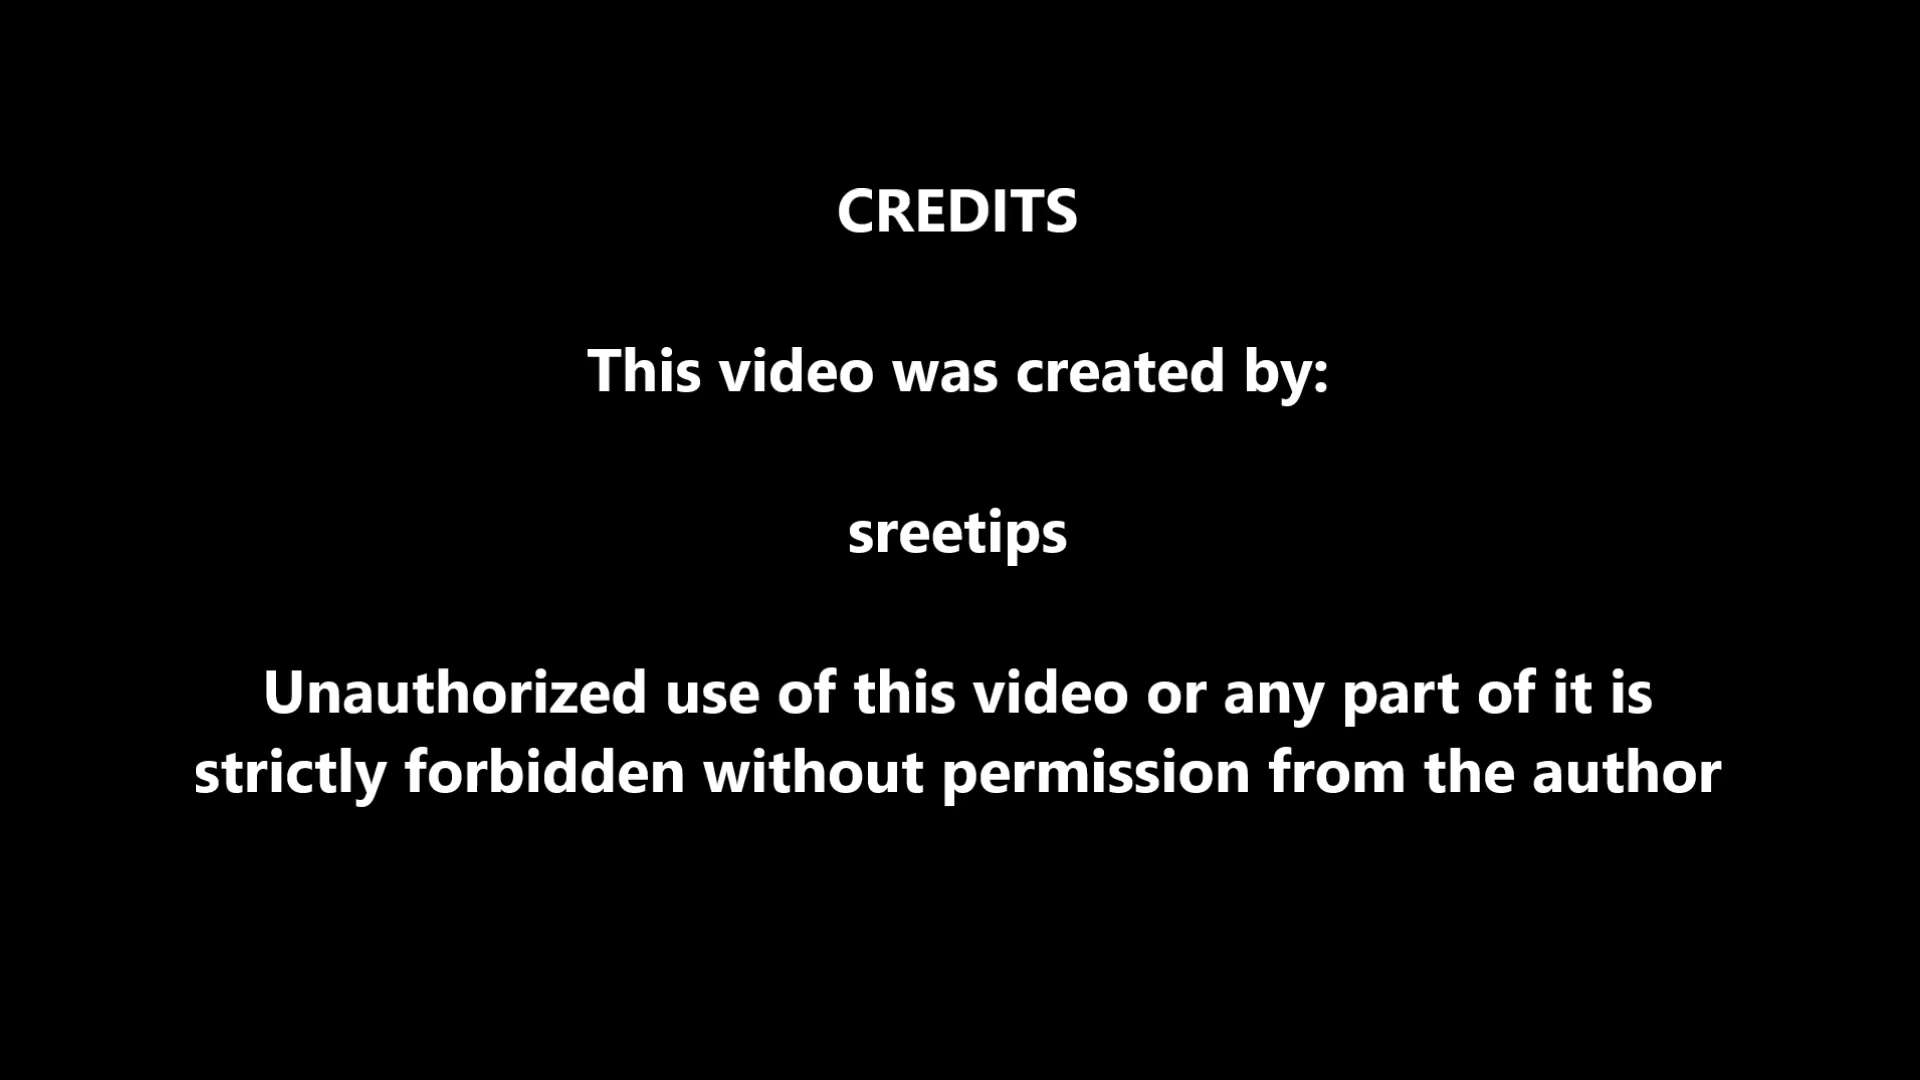 CREDITS
This video was created by:
sreetips
Unauthorized use of this video or any part of it is
strictly forbidden without permission from the author